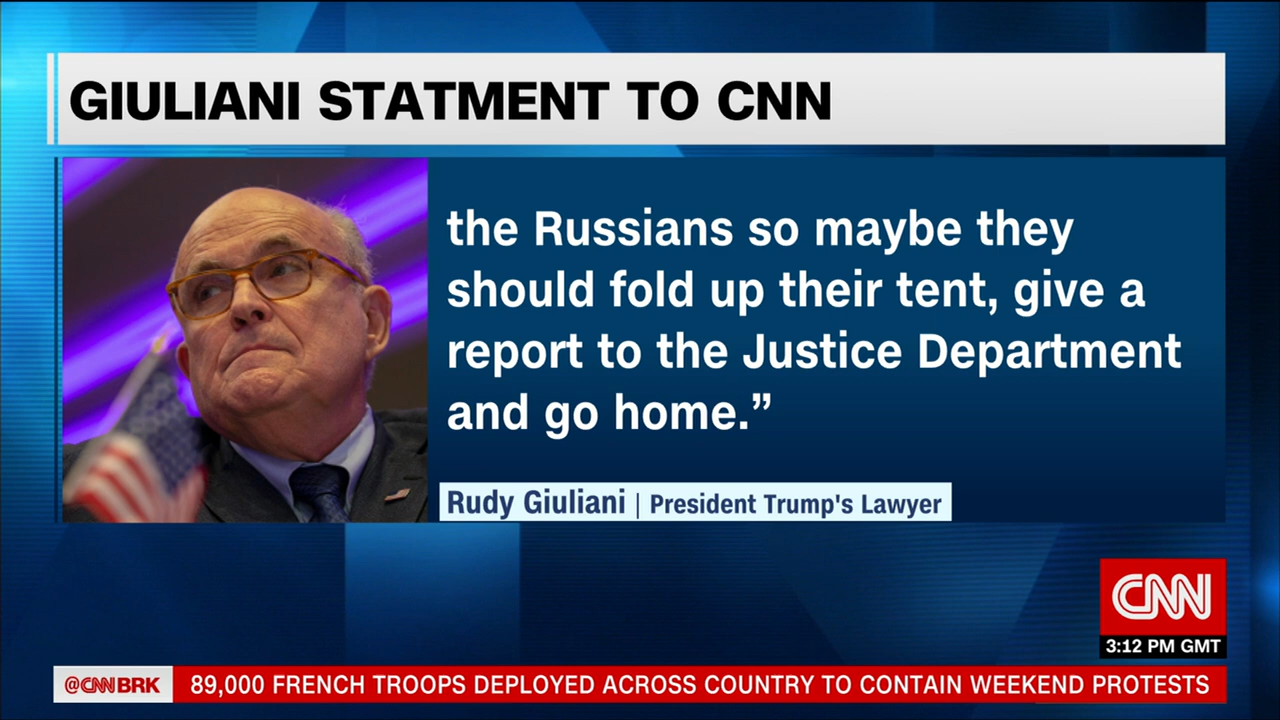 GIULIANI STATMENT TO CNN
the Russians so maybe they
should fold up their tent, give a
report to the Justice Department
and go home.”
Rudy Giuliani | President Trump's Lawyer
CNN
3:12 PM GMT
@CNNBRK 89,000 FRENCH TROOPS DEPLOYED ACROSS COUNTRY TO CONTAIN WEEKEND PROTESTS